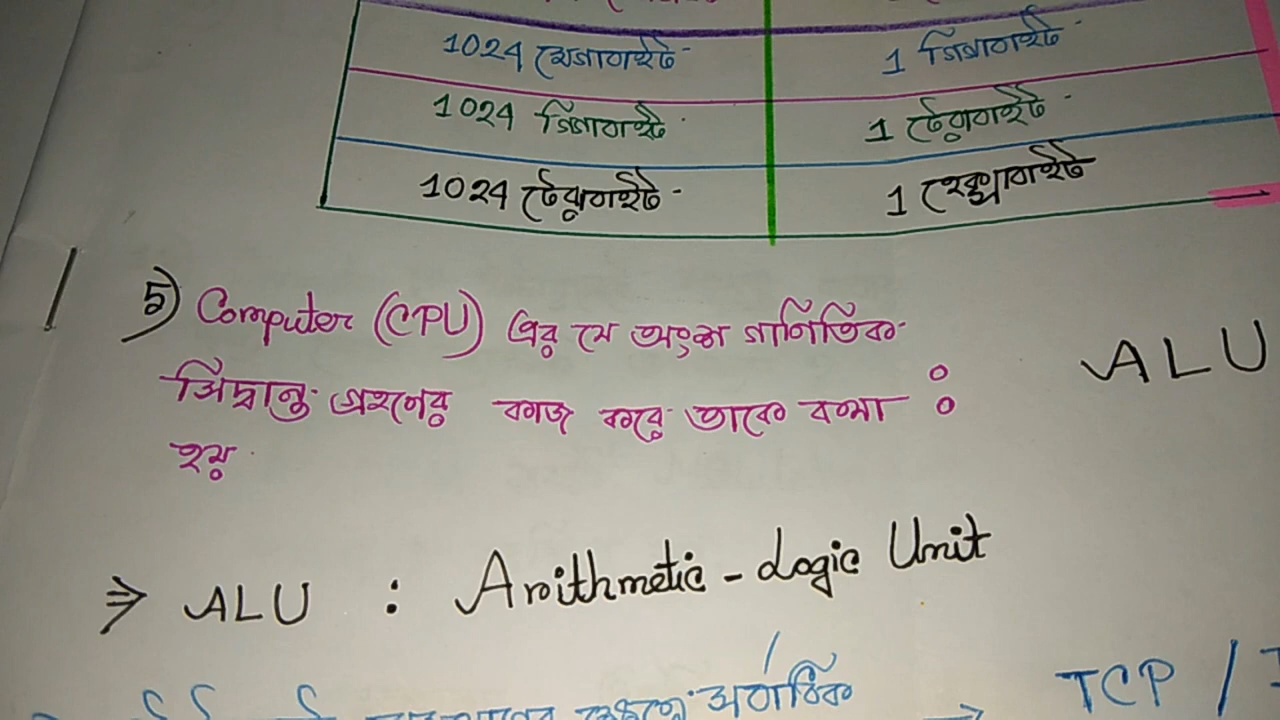 1024 মেগাবাইট 1 গিগাবাইট
1024 গিগাবাইট 1 টেরাবাইট
1024 টেরাবাইট 1
5) Computer (CPU) এর যে অংশ গানিতিক
সিদ্ধান্ত গ্রহণের কাজ করে তাকে বলা : ALU
হয়
⇒ ALU : Arithmetic - Logic Unit
সর্বাধিক → TCP /